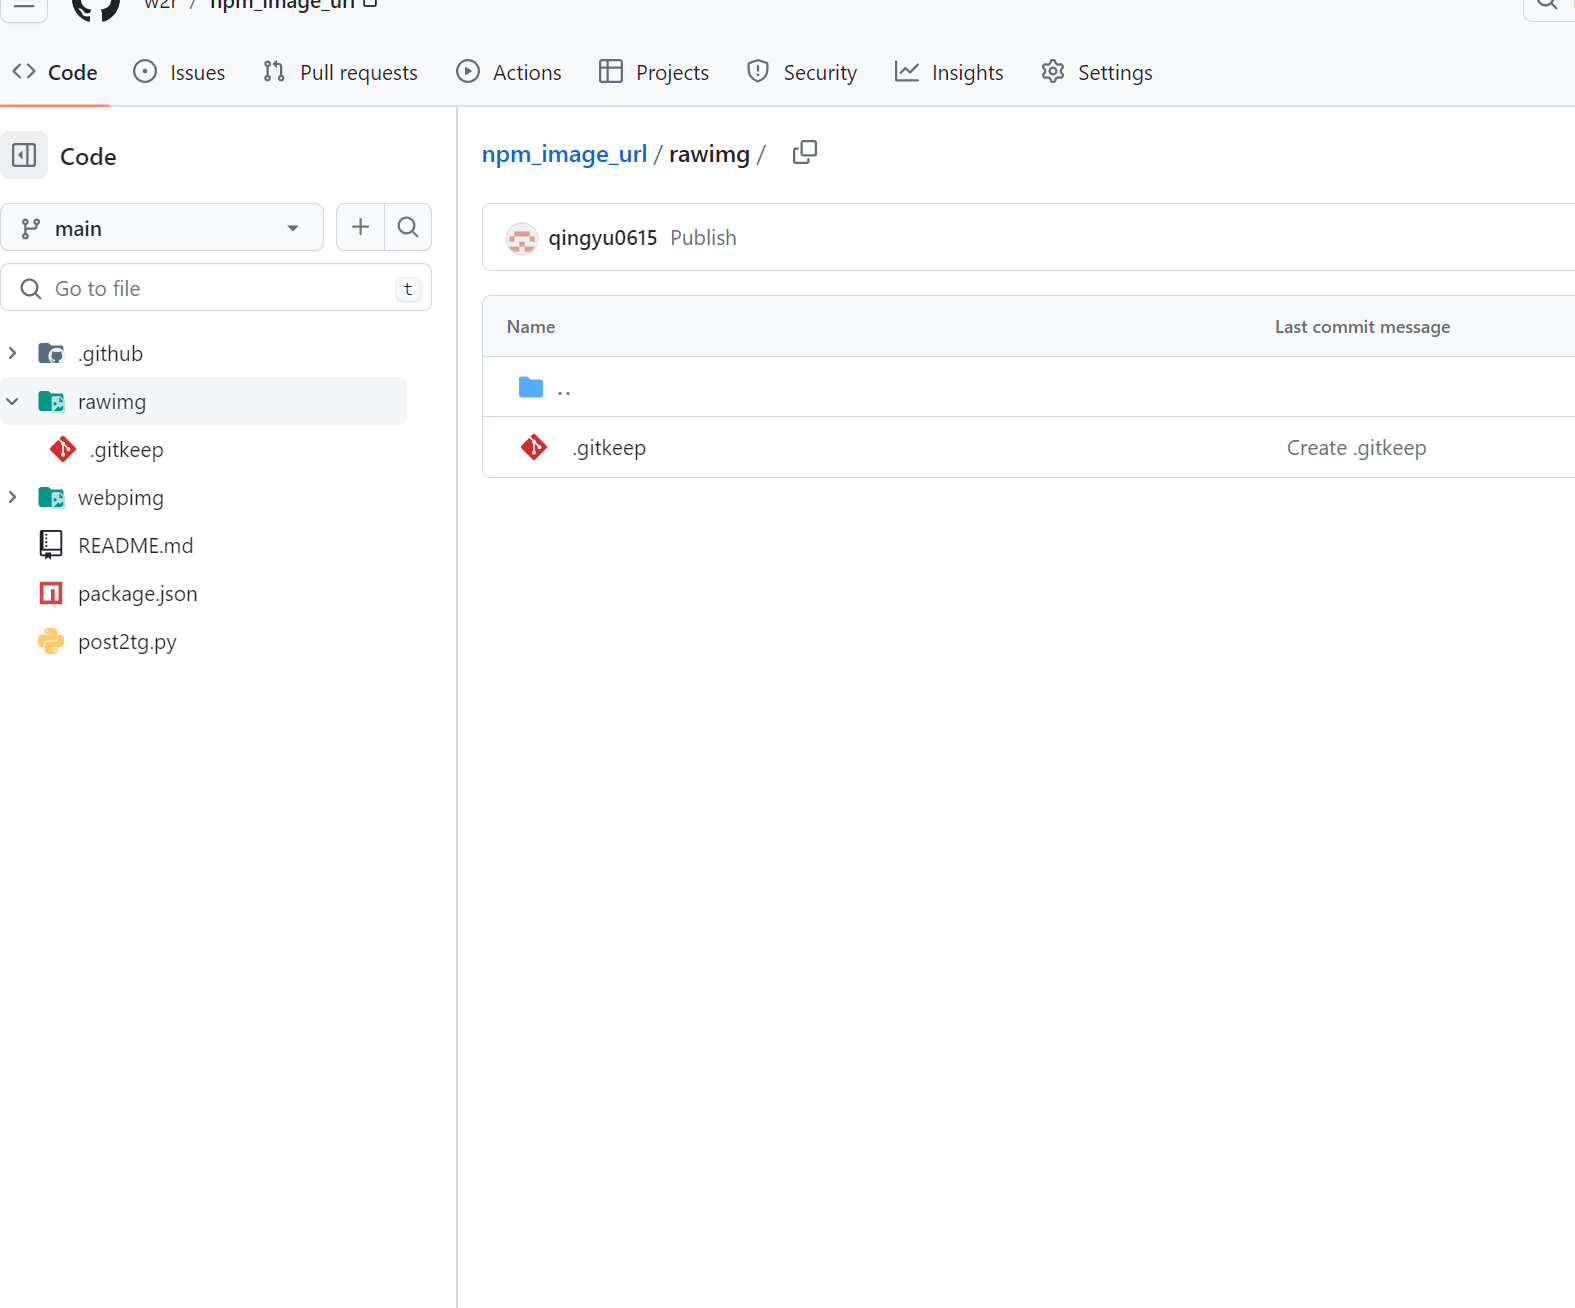 w2r / npm_image_url
Code Issues Pull requests Actions Projects Security Insights Settings
Code
main
Go to file t
.github
rawimg
.gitkeep
webpimg
README.md
package.json
post2tg.py
npm_image_url / rawimg /
qingyu0615 Publish
Name Last commit message
..
.gitkeep Create .gitkeep